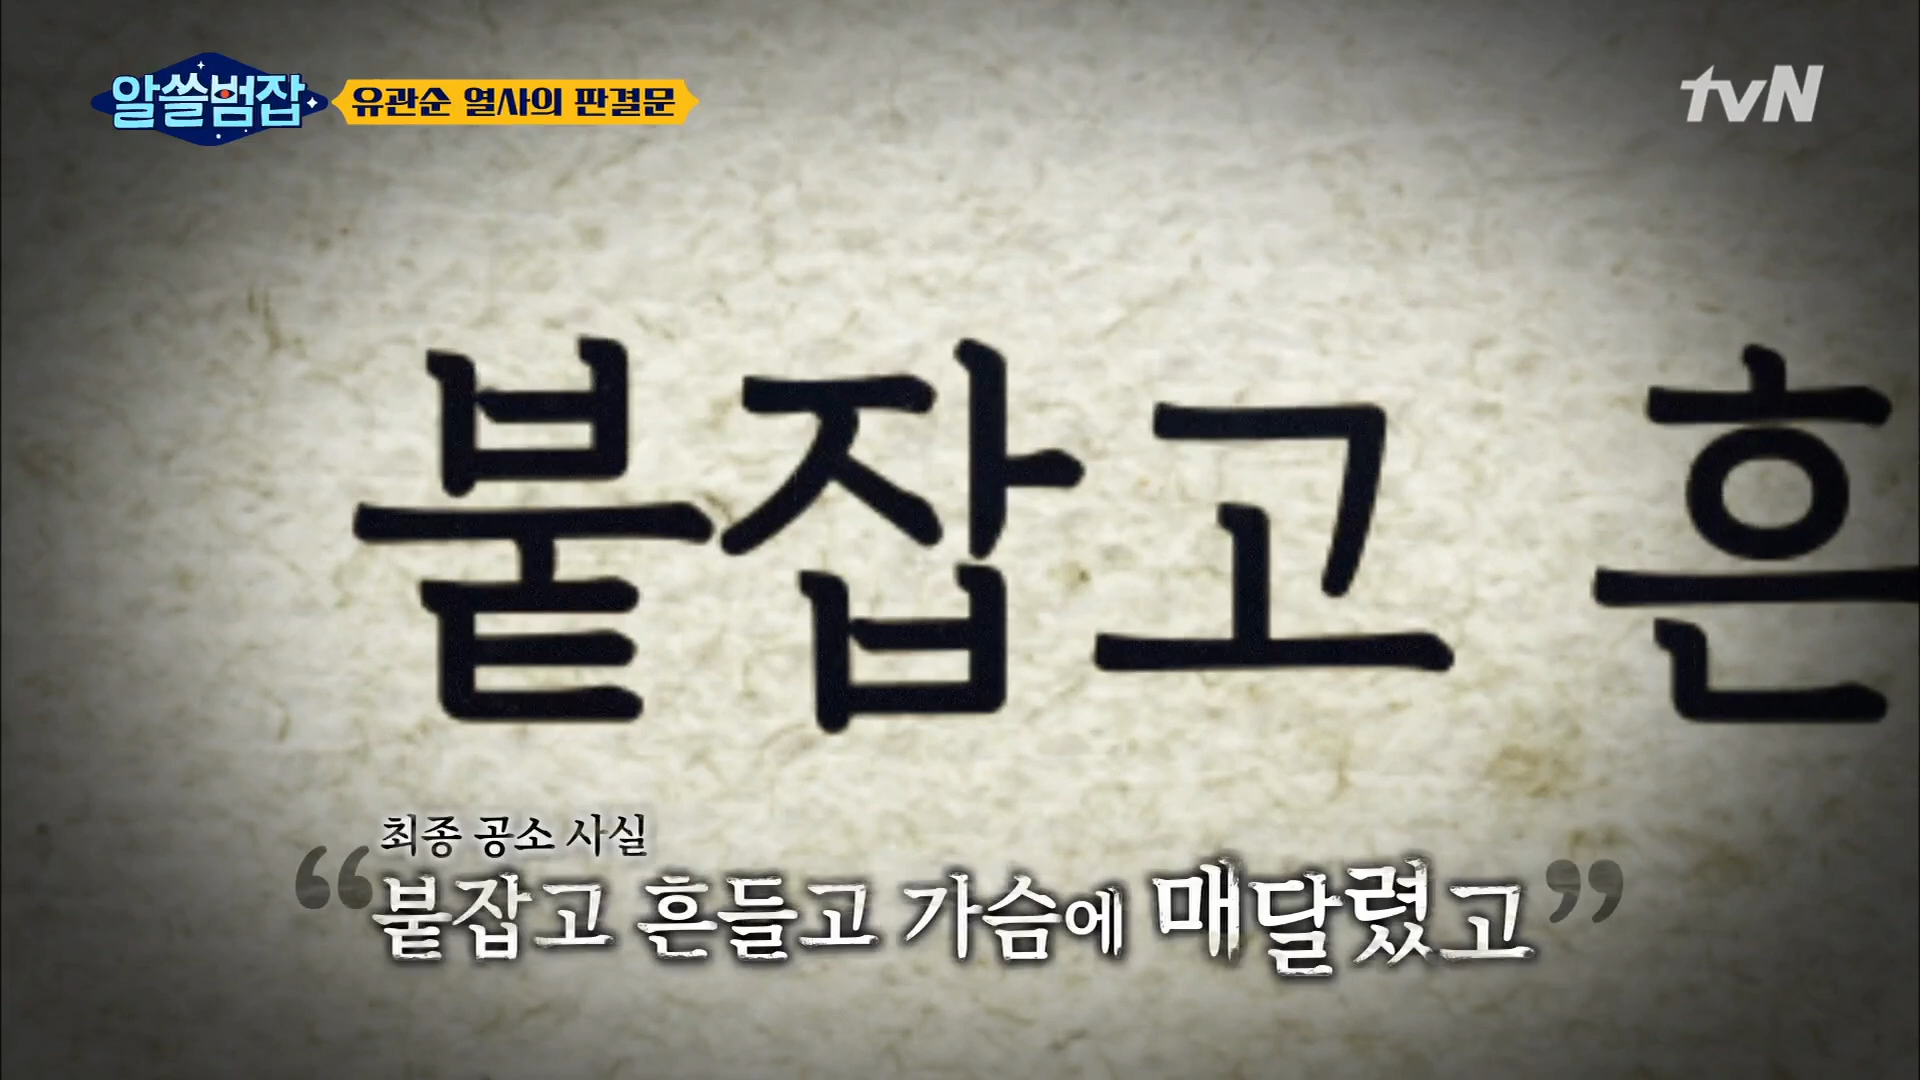 알쓸범잡 유관순 열사의 판결문
tvN
붙잡고 흔
최종 공소 사실
“붙잡고 흔들고 가슴에 매달렸고”